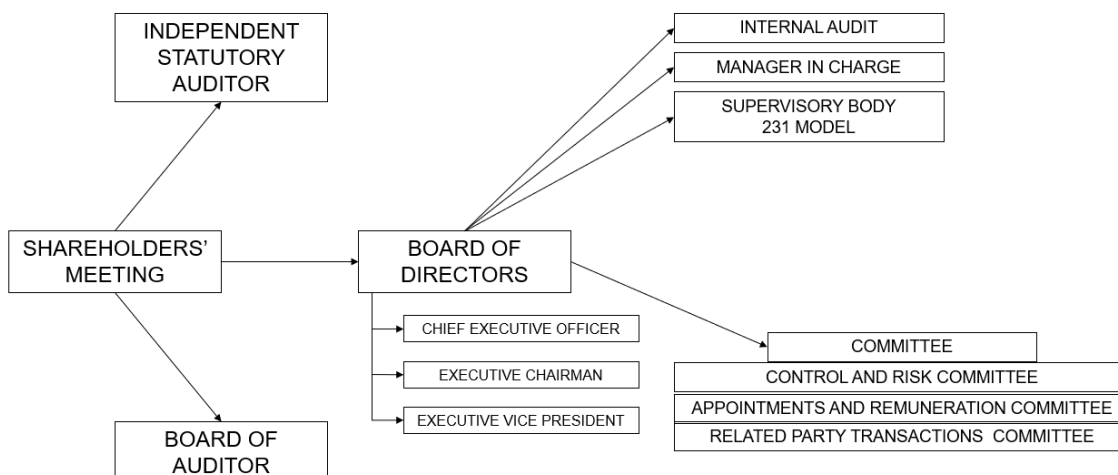 INDEPENDENT
STATUTORY
AUDITOR
INTERNAL AUDIT
MANAGER IN CHARGE
SUPERVISORY BODY
231 MODEL
SHAREHOLDERS’
MEETING
BOARD OF
DIRECTORS
CHIEF EXECUTIVE OFFICER
EXECUTIVE CHAIRMAN
EXECUTIVE VICE PRESIDENT
COMMITTEE
CONTROL AND RISK COMMITTEE
APPOINTMENTS AND REMUNERATION COMMITTEE
RELATED PARTY TRANSACTIONS COMMITTEE
BOARD OF
AUDITOR